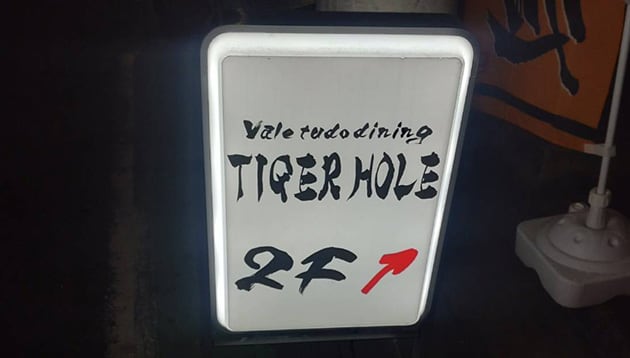 Vale tudo dining
TIGER HOLE
2F